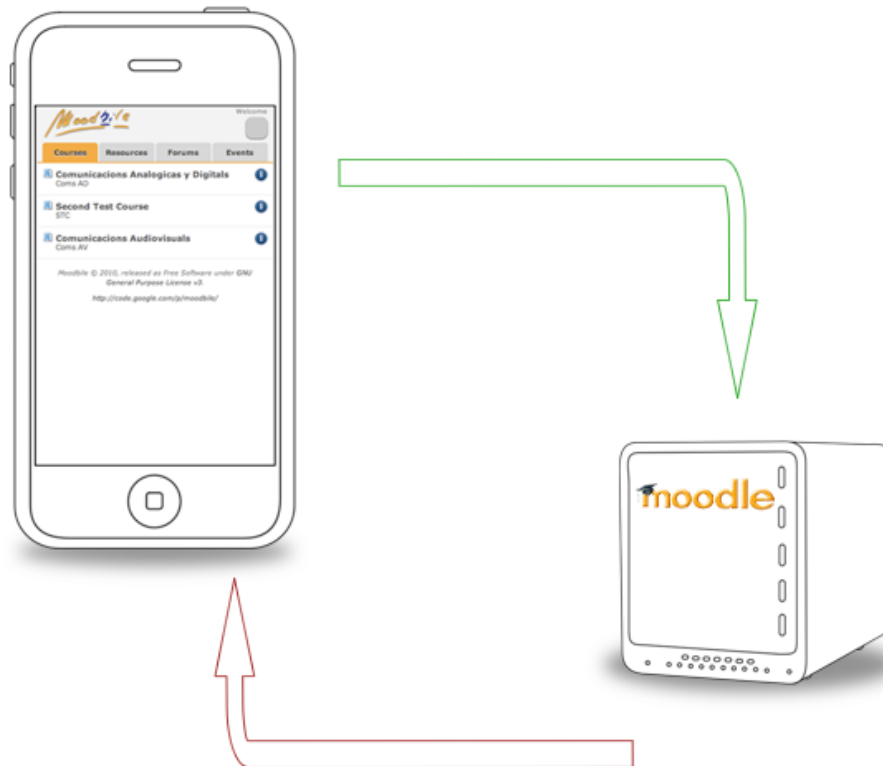 Moodbile
Welcome
Courses Resources Forums Events
Comunicacions Analogicas y Digitals
Coms AD
Second Test Course
STC
Comunicacions Audiovisuals
Coms AV
Moodbile © 2010, released as Free Software under GNU
General Purpose License v3.
http://code.google.com/p/moodbile/
moodle